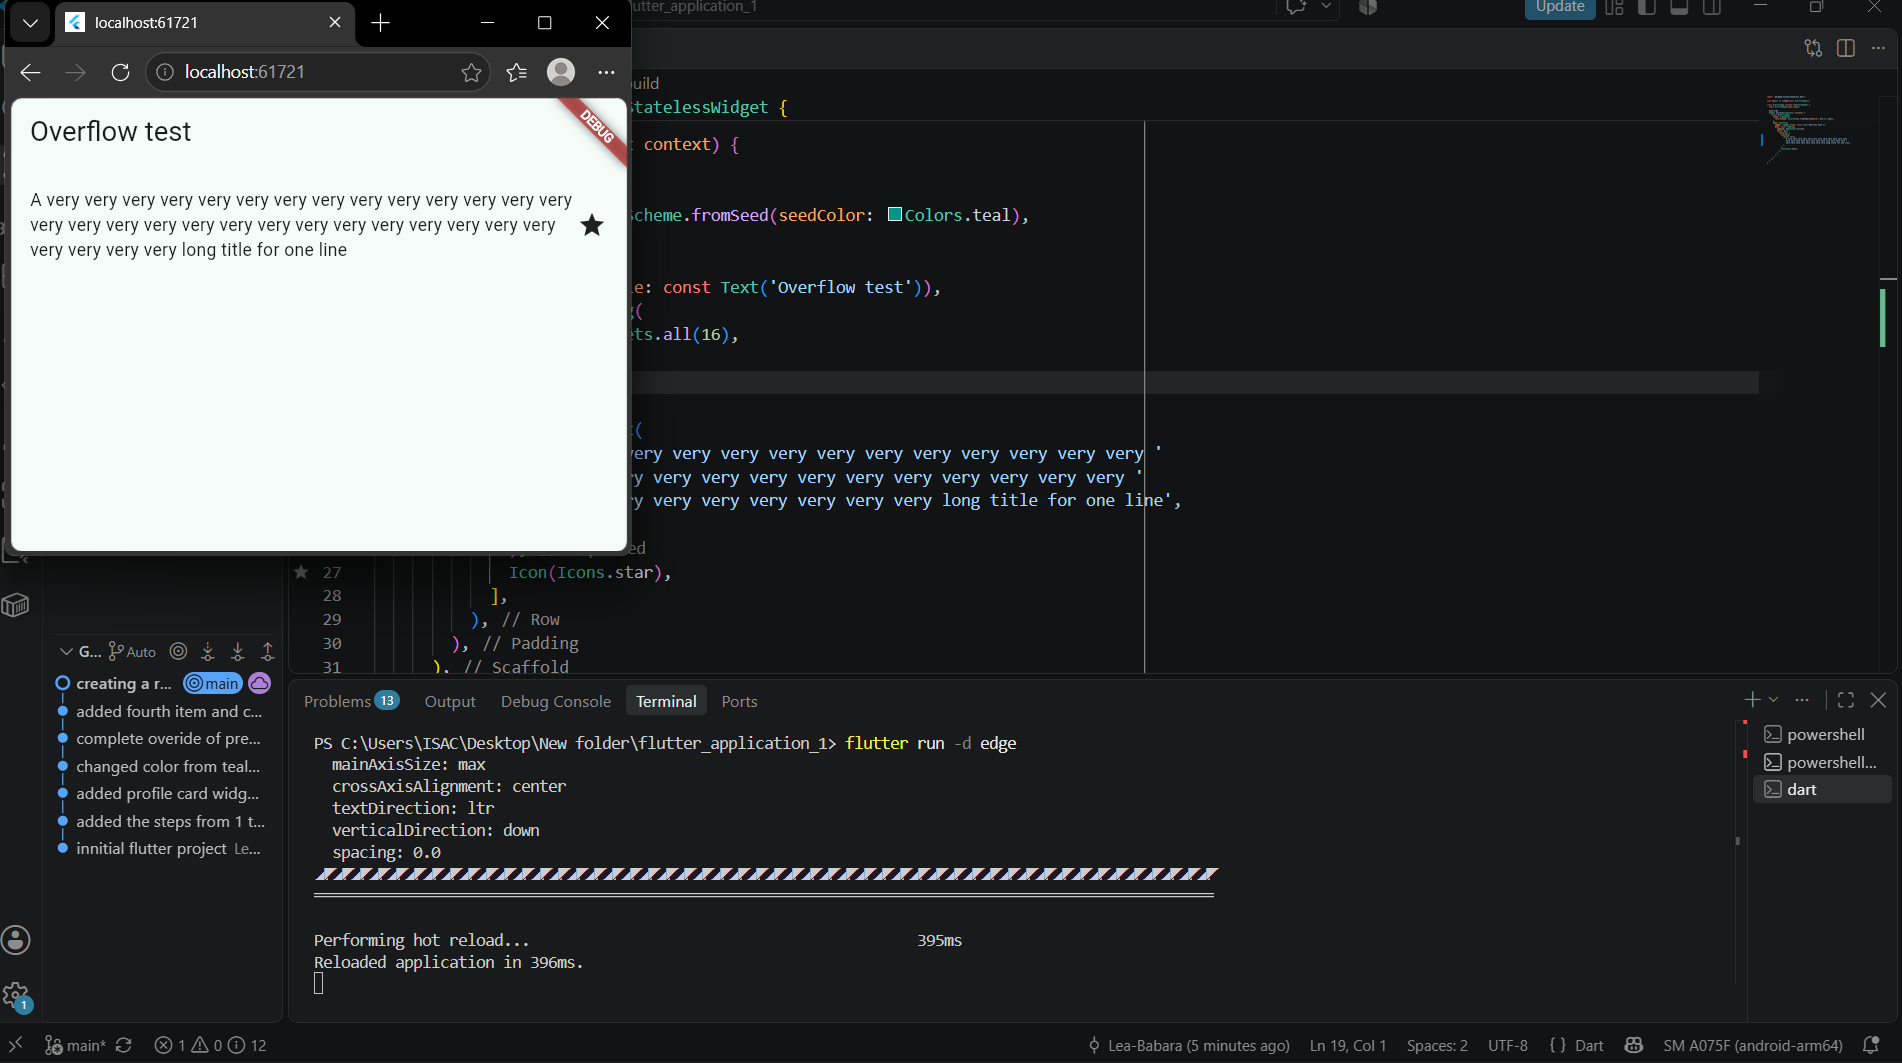 localhost:61721
localhost:61721
Overflow test
DEBUG
A very very very very very very very very very very very very very very
very very very very very very very very very very very very very very
very very very very long title for one line
flutter_application_1
Update
build
StatelessWidget {
context) {
Scheme.fromSeed(seedColor: Colors.teal),
const Text('Overflow test')),
.all(16),
(
very very very very very very very very very very very '
very very very very very very very very very very '
very very very very very very long title for one line',
27 Icon(Icons.star),
28 ],
29 ), // Row
30 ), // Padding
31 ), // Scaffold
G... Auto
creating a r... main
added fourth item and c...
complete overide of pre...
changed color from teal...
added profile card widg...
added the steps from 1 t...
innitial flutter project Le...
Problems 13 Output Debug Console Terminal Ports
PS C:\Users\ISAC\Desktop\New folder\flutter_application_1> flutter run -d edge
mainAxisSize: max
crossAxisAlignment: center
textDirection: ltr
verticalDirection: down
spacing: 0.0
Performing hot reload... 395ms
Reloaded application in 396ms.
powershell
powershell...
dart
1
main* 1 0 12
Lea-Babara (5 minutes ago) Ln 19, Col 1 Spaces: 2 UTF-8 {} Dart SM A075F (android-arm64)